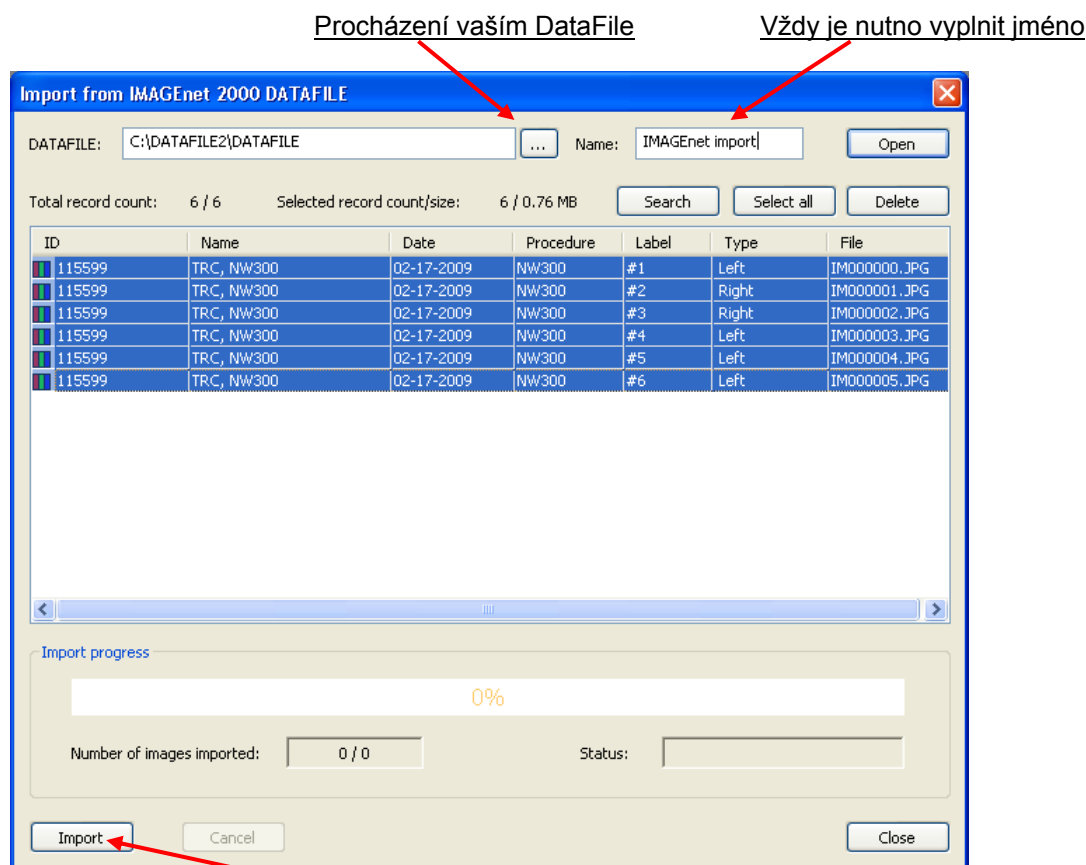 Procházení vaším DataFile Vždy je nutno vyplnit jméno
Import from IMAGEnet 2000 DATAFILE
DATAFILE: C:\DATAFILE2\DATAFILE ... Name: IMAGEnet import Open
Total record count: 6 / 6 Selected record count/size: 6 / 0.76 MB Search Select all Delete
ID Name Date Procedure Label Type File
115599 TRC, NW300 02-17-2009 NW300 #1 Left IM000000.JPG
115599 TRC, NW300 02-17-2009 NW300 #2 Right IM000001.JPG
115599 TRC, NW300 02-17-2009 NW300 #3 Right IM000002.JPG
115599 TRC, NW300 02-17-2009 NW300 #4 Left IM000003.JPG
115599 TRC, NW300 02-17-2009 NW300 #5 Left IM000004.JPG
115599 TRC, NW300 02-17-2009 NW300 #6 Left IM000005.JPG
Import progress
0%
Number of images imported: 0 / 0 Status:
Import Cancel Close